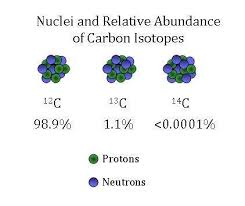 Nuclei and Relative Abundance
of Carbon Isotopes
¹²C ¹³C ¹⁴C
98.9% 1.1% <0.0001%
Protons
Neutrons